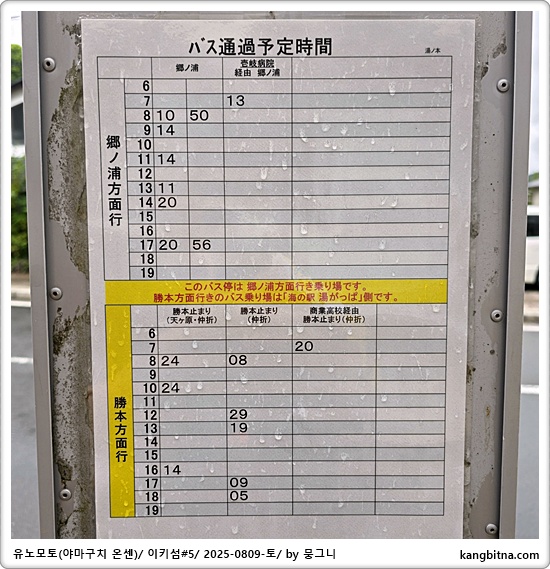 バス通過予定時間
湯ノ本
郷ノ浦 壱岐病院
経由 郷ノ浦
郷ノ浦方面行
6
7 13
8 10 50
9 14
10
11 14
12
13 11
14 20
15
16
17 20 56
18
19
このバス停は 郷ノ浦方面行き乗り場です。
勝本方面行きのバス乗り場は「海の駅 湯がっぱ」側です。
勝本止まり 勝本止まり 商業高校経由
(天ヶ原・仲折) (仲折) 勝本止まり(仲折)
勝本方面行
6
7 20
8 24 08
9
10 24
11
12 29
13 19
14
15
16 14
17 09
18 05
19
유노모토(야마구치 온센)/ 이키섬#5/ 2025-0809-토/ by 뭉그니
kangbitna.com